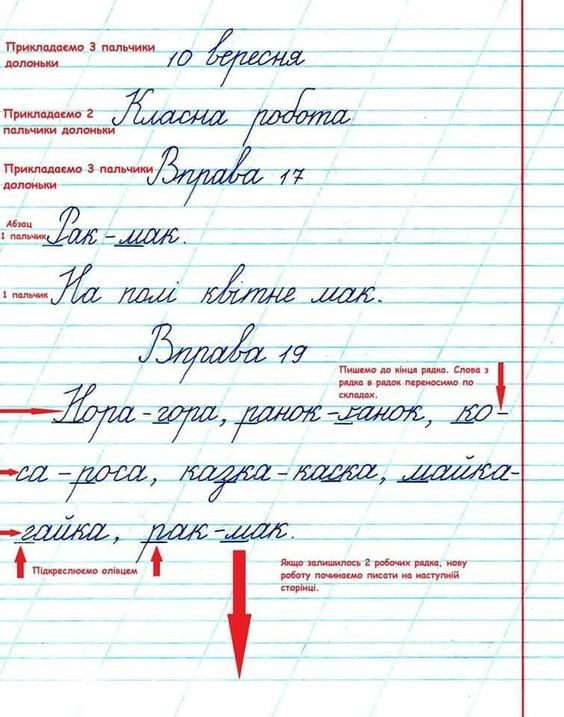 Прикладаємо 3 пальчики
долоньки
10 вересня
Прикладаємо 2
пальчики долоньки
Класна робота
Прикладаємо 3 пальчики
долоньки
Вправа 17
Абзац
1 пальчик
Рак - мак.
1 пальчик
На полі квітне мак.
Вправа 19
Пишемо до кінця рядка. Слова з
рядка в рядок переносимо по
складах.
Нора - гора, ранок - ганок, ко-
са - роса, казка - каска, майка-
гайка, рак - мак.
Підкреслюємо олівцем
Якщо залишилось 2 робочих рядка, нову
роботу починаємо писати на наступній
сторінці.